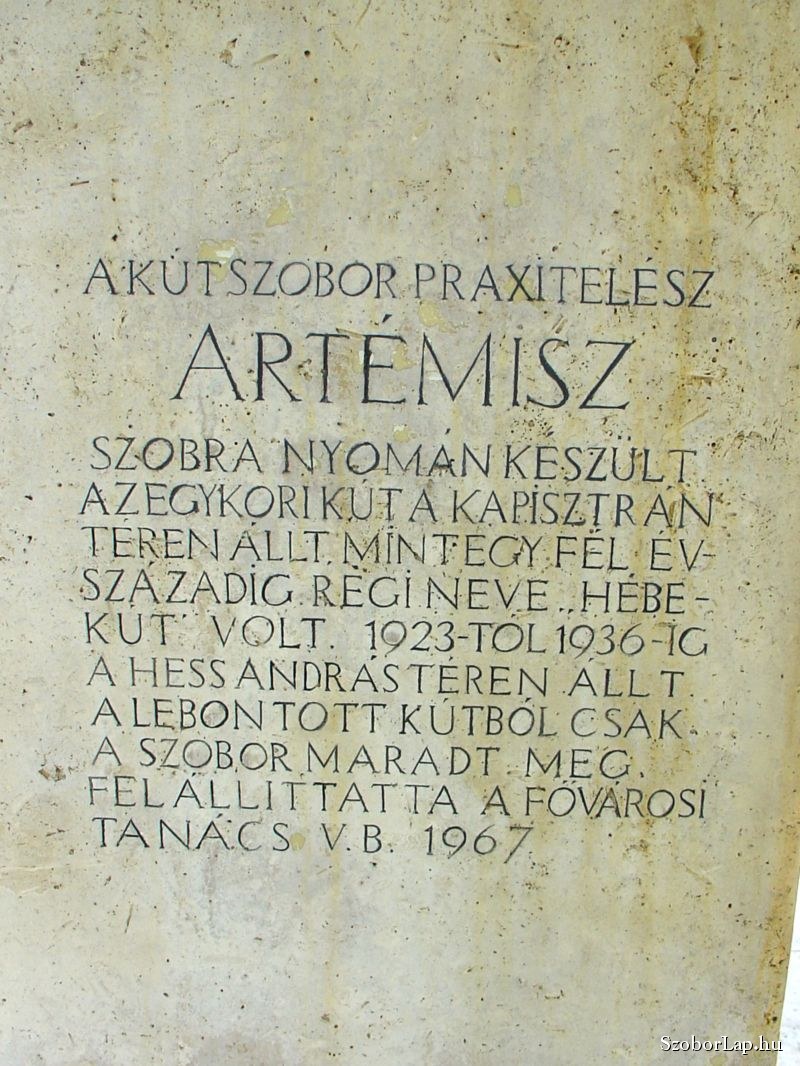 A KÚTSZOBOR PRAXITELÉSZ
ARTÉMISZ
SZOBRA NYOMÁN KÉSZÜLT.
AZ EGYKORI KÚT A KAPISZTRÁN
TÉREN ÁLLT. MINTEGY FÉL ÉV-
SZÁZADIG. RÉGI NEVE „HÉBE-
KUT" VOLT. 1923-TÓL 1936-IG
A HESS ANDRÁS TÉREN ÁLLT.
A LEBONTOTT KÚTBÓL CSAK
A SZOBOR MARADT MEG.
FELÁLLITTATTA A FŐVÁROSI
TANÁCS V.B. 1967
SzoborLap.hu